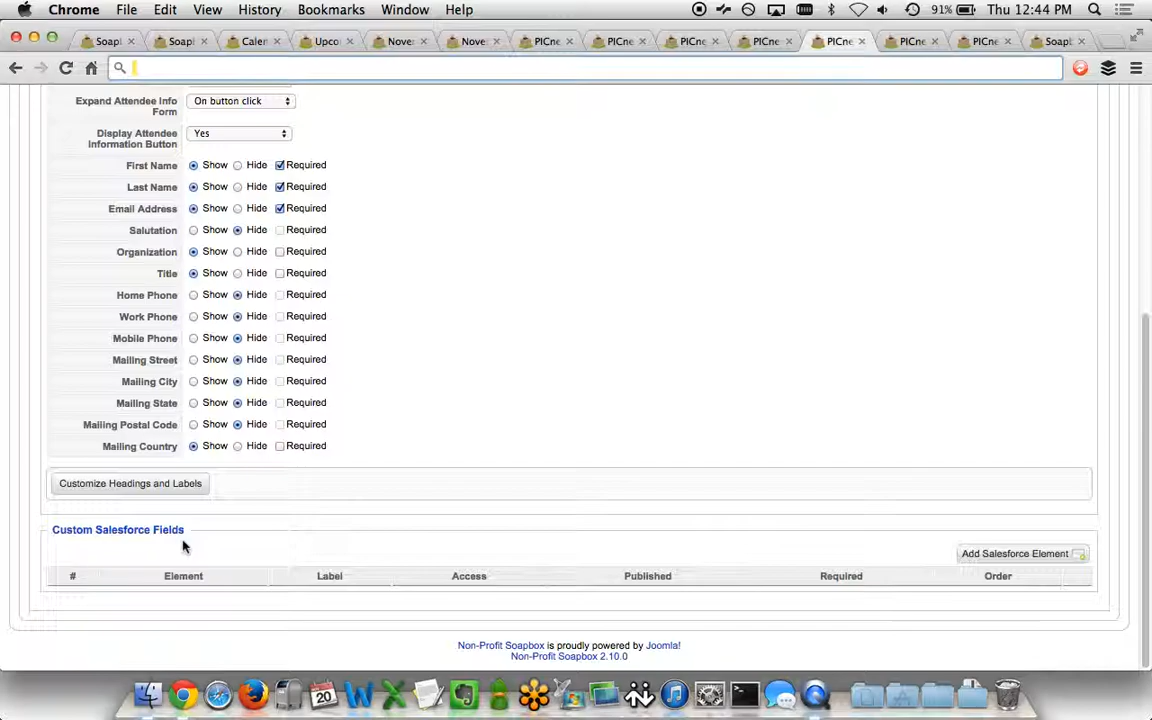 Chrome File Edit View History Bookmarks Window Help 91% Thu 12:44 PM
Soapl Soapl Caler Upco Nove Nove PICne PICne PICne PICne PICne PICne PICne Soapl
Expand Attendee Info Form On button click
Display Attendee Information Button Yes
First Name Show Hide Required
Last Name Show Hide Required
Email Address Show Hide Required
Salutation Show Hide Required
Organization Show Hide Required
Title Show Hide Required
Home Phone Show Hide Required
Work Phone Show Hide Required
Mobile Phone Show Hide Required
Mailing Street Show Hide Required
Mailing City Show Hide Required
Mailing State Show Hide Required
Mailing Postal Code Show Hide Required
Mailing Country Show Hide Required
Customize Headings and Labels
Custom Salesforce Fields
Add Salesforce Element
# Element Label Access Published Required Order
Non-Profit Soapbox is proudly powered by Joomla!
Non-Profit Soapbox 2.10.0
20